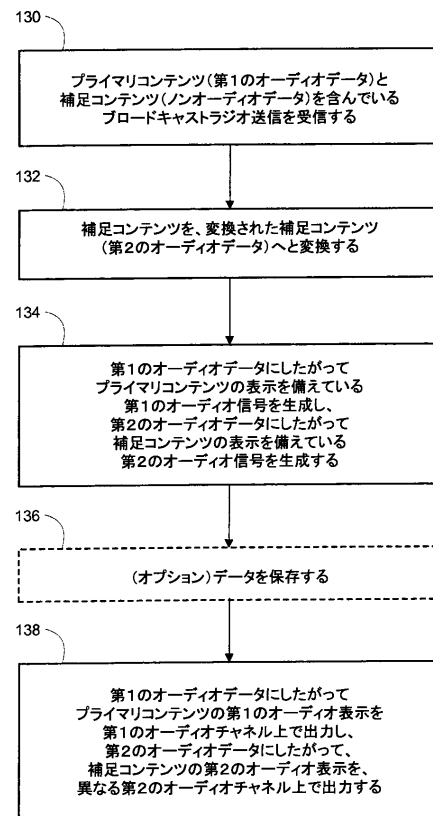 130
プライマリコンテンツ(第1のオーディオデータ)と
補足コンテンツ(ノンオーディオデータ)を含んでいる
ブロードキャストラジオ送信を受信する
132
補足コンテンツを、変換された補足コンテンツ
(第2のオーディオデータ)へと変換する
134
第1のオーディオデータにしたがって
プライマリコンテンツの表示を備えている
第1のオーディオ信号を生成し、
第2のオーディオデータにしたがって
補足コンテンツの表示を備えている
第2のオーディオ信号を生成する
136
(オプション)データを保存する
138
第1のオーディオデータにしたがって
プライマリコンテンツの第1のオーディオ表示を
第1のオーディオチャネル上で出力し、
第2のオーディオデータにしたがって、
補足コンテンツの第2のオーディオ表示を、
異なる第2のオーディオチャネル上で出力する